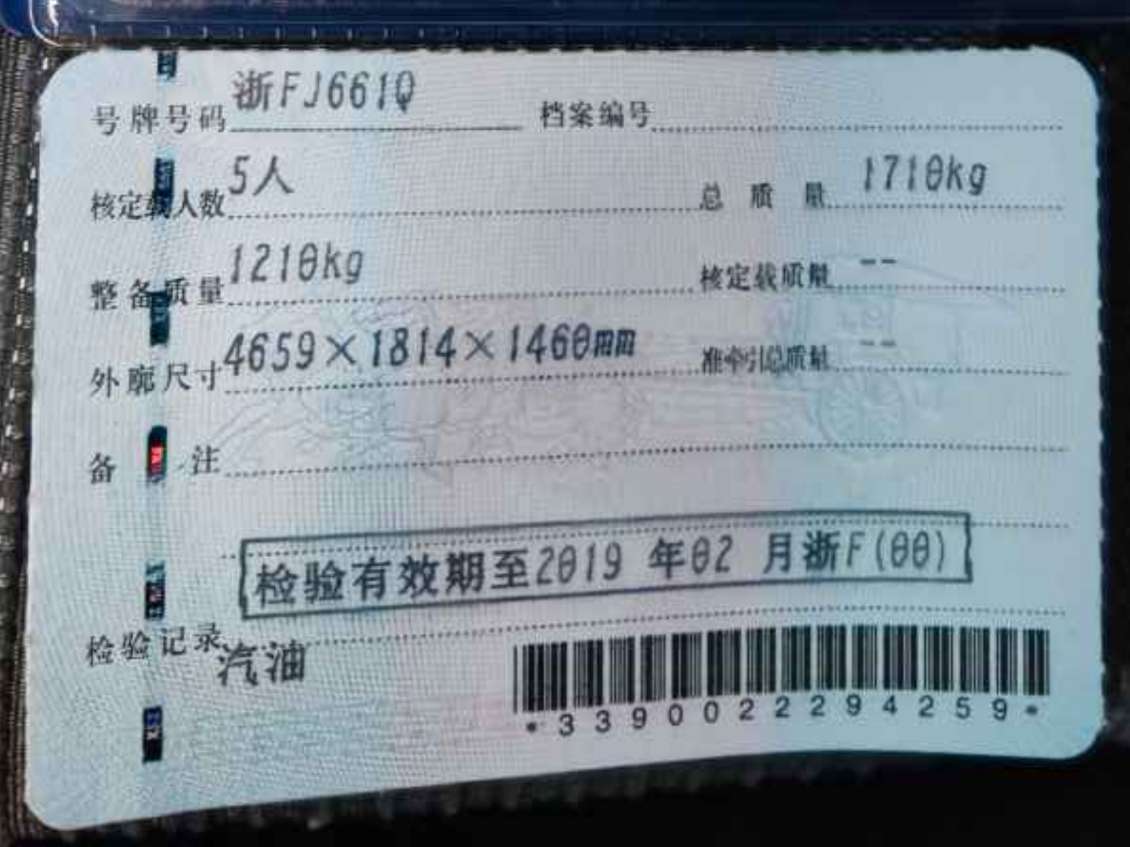 号牌号码 浙FJ661Q 档案编号
核定载人数 5人 总质量 1710kg
整备质量 1210kg 核定载质量 --
外廓尺寸 4659×1814×1460mm 准牵引总质量 --
备注
检验有效期至2019 年02 月浙F(00)
检验记录
汽油
*3390022294259*